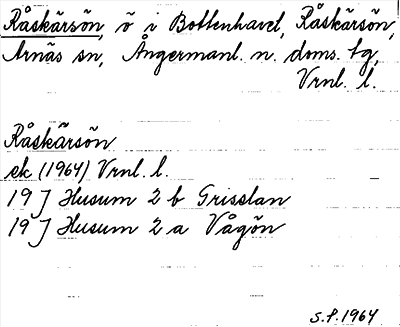 Råskärsön, ö i Bottenhavet, Råskärsön,
Arnäs sn, Ångermanl. n. doms. tg,
Vrnl. l.
Råskärsön
ek (1964) Vrnl. l.
19 J Husum 2 b Grisslan
19 J Husum 2 a Vågön
S.P. 1964